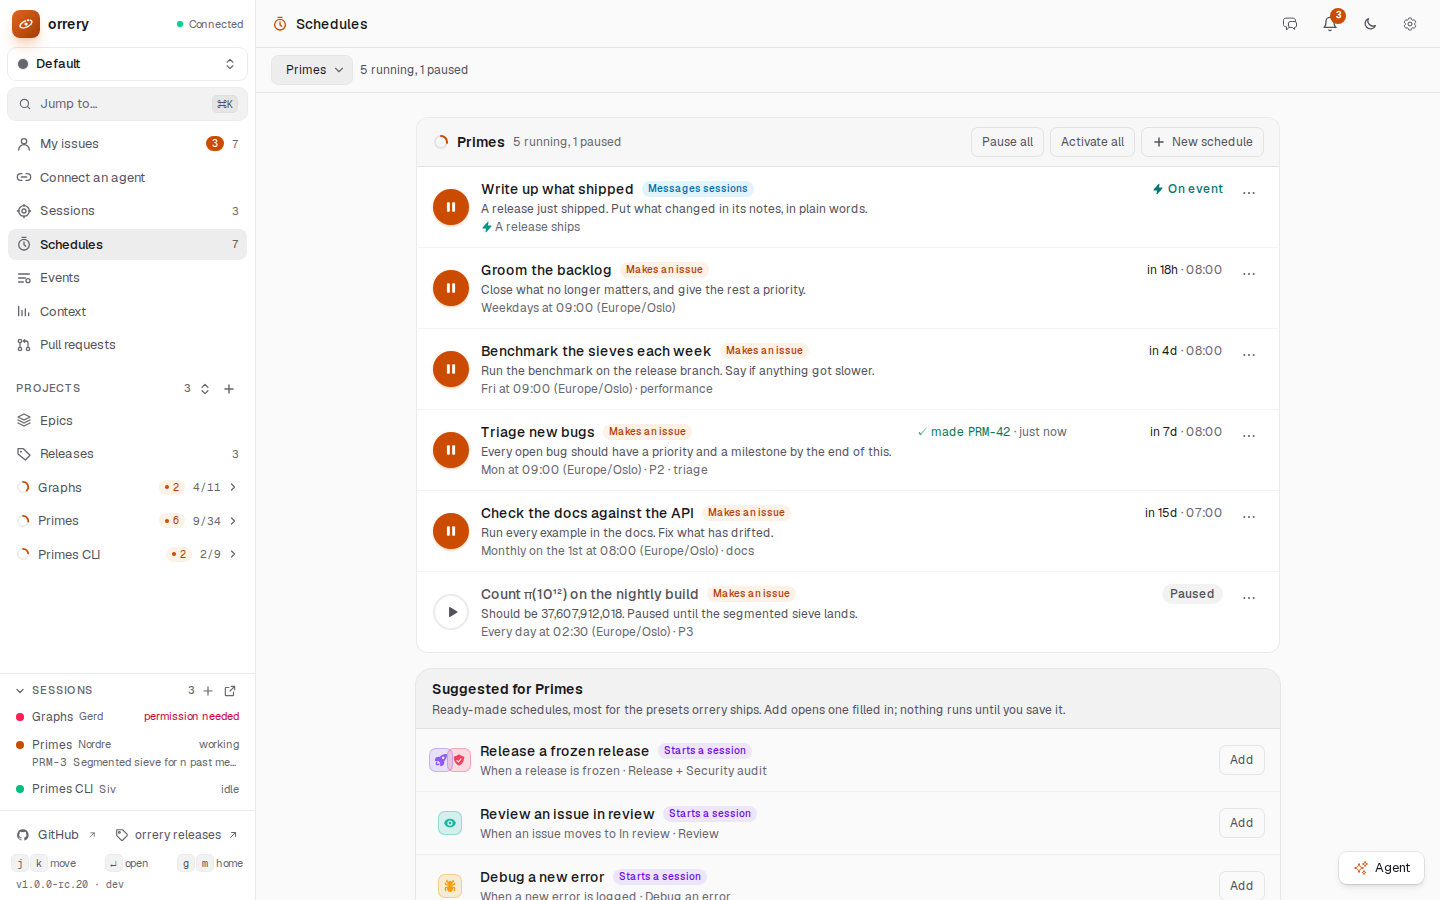 orrery
Connected
Default
Jump to...
⌘K
My issues 3 7
Connect an agent
Sessions 3
Schedules 7
Events
Context
Pull requests
PROJECTS 3
Epics
Releases 3
Graphs 2 4/11
Primes 6 9/34
Primes CLI 2 2/9
SESSIONS 3
Graphs Gerd permission needed
Primes Nordre working
PRM-3 Segmented sieve for n past me…
Primes CLI Siv idle
GitHub ↗ orrery releases ↗
j k move ↵ open g m home
v1.0.0-rc.20 · dev
Schedules
3
Primes 5 running, 1 paused
Primes 5 running, 1 paused
Pause all Activate all + New schedule
Write up what shipped Messages sessions On event ...
A release just shipped. Put what changed in its notes, in plain words.
A release ships
Groom the backlog Makes an issue in 18h · 08:00 ...
Close what no longer matters, and give the rest a priority.
Weekdays at 09:00 (Europe/Oslo)
Benchmark the sieves each week Makes an issue in 4d · 08:00 ...
Run the benchmark on the release branch. Say if anything got slower.
Fri at 09:00 (Europe/Oslo) · performance
Triage new bugs Makes an issue ✓ made PRM-42 · just now in 7d · 08:00 ...
Every open bug should have a priority and a milestone by the end of this.
Mon at 09:00 (Europe/Oslo) · P2 · triage
Check the docs against the API Makes an issue in 15d · 07:00 ...
Run every example in the docs. Fix what has drifted.
Monthly on the 1st at 08:00 (Europe/Oslo) · docs
Count π(10¹²) on the nightly build Makes an issue Paused ...
Should be 37,607,912,018. Paused until the segmented sieve lands.
Every day at 02:30 (Europe/Oslo) · P3
Suggested for Primes
Ready-made schedules, most for the presets orrery ships. Add opens one filled in; nothing runs until you save it.
Release a frozen release Starts a session Add
When a release is frozen · Release + Security audit
Review an issue in review Starts a session Add
When an issue moves to In review · Review
Debug a new error Starts a session Add
When a new error is logged · Debug an error
Agent